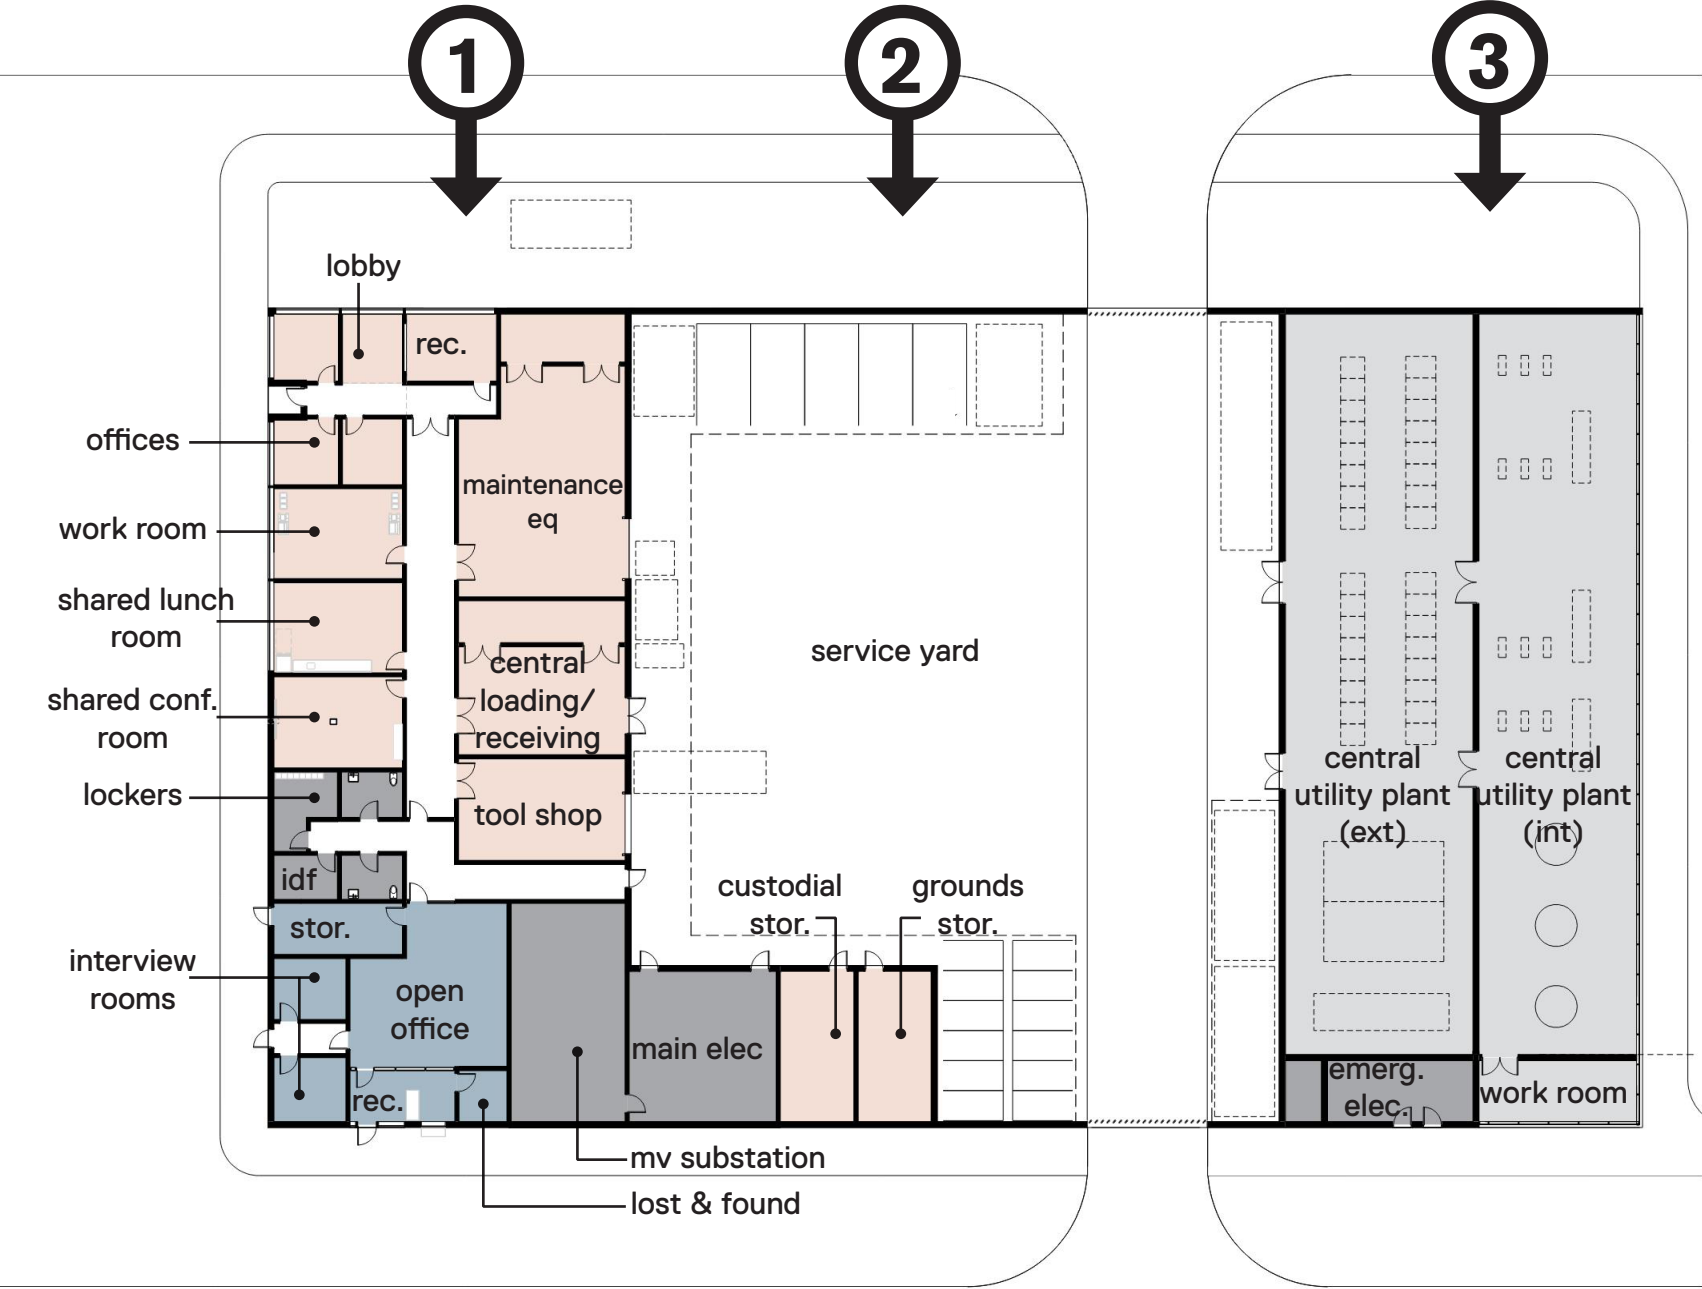 1
2
3
lobby
rec.
offices
maintenance
eq
work room
shared lunch
room
service yard
central
loading/
receiving
shared conf.
room
central
utility plant
(ext)
central
utility plant
(int)
lockers
tool shop
idf
custodial
stor.
grounds
stor.
stor.
interview
rooms
open
office
main elec
emerg.
elec.
work room
rec.
mv substation
lost & found